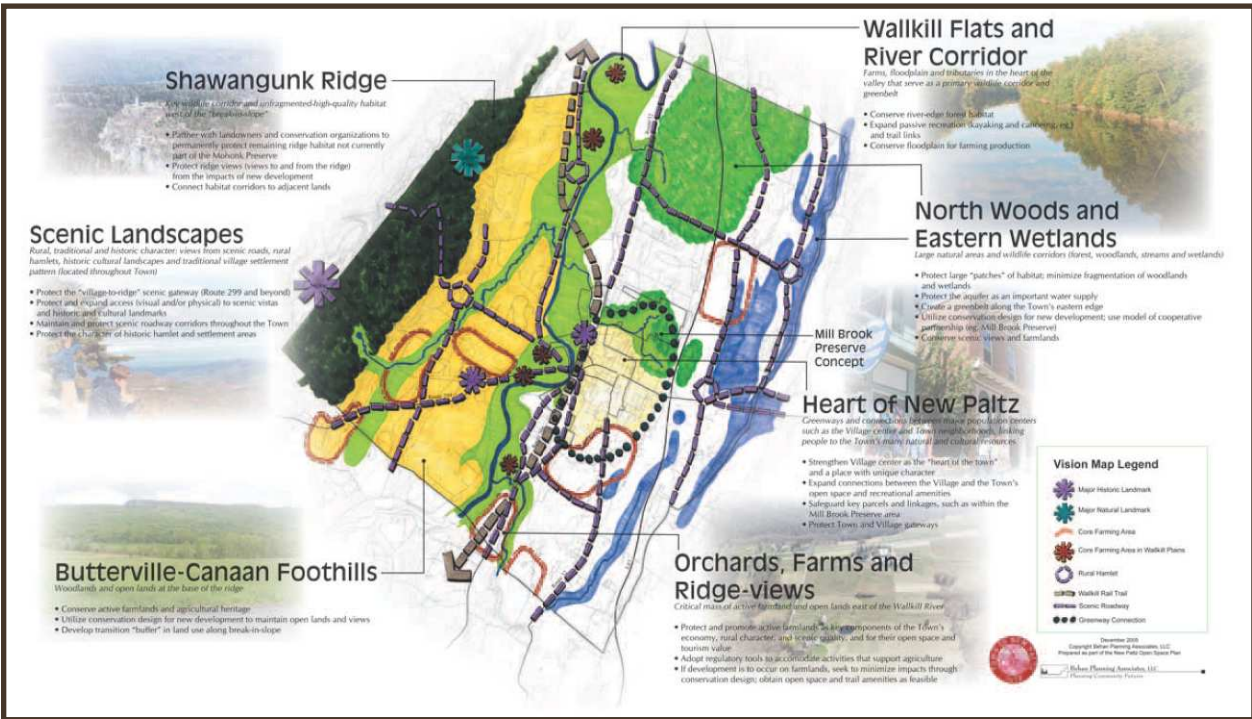 Shawangunk Ridge
Key wildlife corridor and unfragmented-high-quality habitat
west of the "break-in-slope"
• Partner with landowners and conservation organizations to
permanently protect remaining ridge habitat not currently
part of the Mohonk Preserve
• Protect ridge views (views to and from the ridge)
from the impacts of new development
• Connect habitat corridors to adjacent lands
Scenic Landscapes
Rural, traditional and historic character: views from scenic roads, rural
hamlets, historic cultural landscapes and traditional village settlement
pattern (located throughout Town)
• Protect the "village-to-ridge" scenic gateway (Route 299 and beyond)
• Protect and expand access (visual and/or physical) to scenic vistas
and historic and cultural landmarks
• Maintain and protect scenic roadway corridors throughout the Town
• Protect the character of historic hamlet and settlement areas
Butterville-Canaan Foothills
Woodlands and open lands at the base of the ridge
• Conserve active farmlands and agricultural heritage
• Utilize conservation design for new development to maintain open lands and views
• Develop transition "buffer" in land use along break-in-slope
Wallkill Flats and
River Corridor
Farms, floodplain and tributaries in the heart of the
valley that serve as a primary wildlife corridor and
greenbelt
• Conserve river-edge forest habitat
• Expand passive recreation (kayaking and canoeing, eg.)
and trail links
• Conserve floodplain for farming production
North Woods and
Eastern Wetlands
Large natural areas and wildlife corridors (forest, woodlands, streams and wetlands)
• Protect large "patches" of habitat; minimize fragmentation of woodlands
and wetlands
• Protect the aquifer as an important water supply
• Create a greenbelt along the Town's eastern edge
• Utilize conservation design for new development; use model of cooperative
partnership (eg. Mill Brook Preserve)
• Conserve scenic views and farmlands
Mill Brook
Preserve
Concept
Heart of New Paltz
Greenways and connections between major population centers
such as the Village center and Town neighborhoods, linking
people to the Town's many natural and cultural resources
• Strengthen Village center as the "heart of the town"
and a place with unique character
• Expand connections between the Village and the Town's
open space and recreational amenities
• Safeguard key parcels and linkages, such as within the
Mill Brook Preserve area
• Protect Town and Village gateways
Orchards, Farms and
Ridge-views
Critical mass of active farmland and open lands east of the Wallkill River
• Protect and promote active farmlands as key components of the Town's
economy, rural character, and scenic quality, and for their open space and
tourism value
• Adopt regulatory tools to accomodate activities that support agriculture
• If development is to occur on farmlands, seek to minimize impacts through
conservation design; obtain open space and trail amenities as feasible
Vision Map Legend
Major Historic Landmark
Major Natural Landmark
Core Farming Area
Core Farming Area in Wallkill Plains
Rural Hamlet
Wallkill Rail Trail
Scenic Roadway
Greenway Connection
December 2005
Copyright Behan Planning Associates, LLC
Prepared as part of the New Paltz Open Space Plan
Behan Planning Associates, LLC
Planning Community Futures